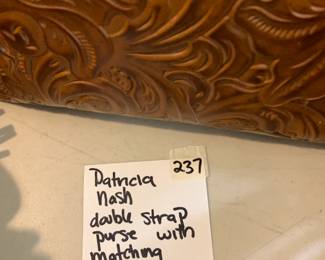 237
Patricia
Nash
double strap
purse with
matching